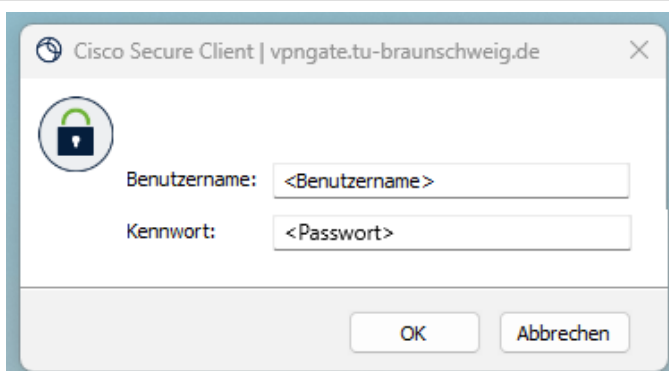 Cisco Secure Client | vpngate.tu-braunschweig.de
Benutzername: <Benutzername>
Kennwort: <Passwort>
OK Abbrechen